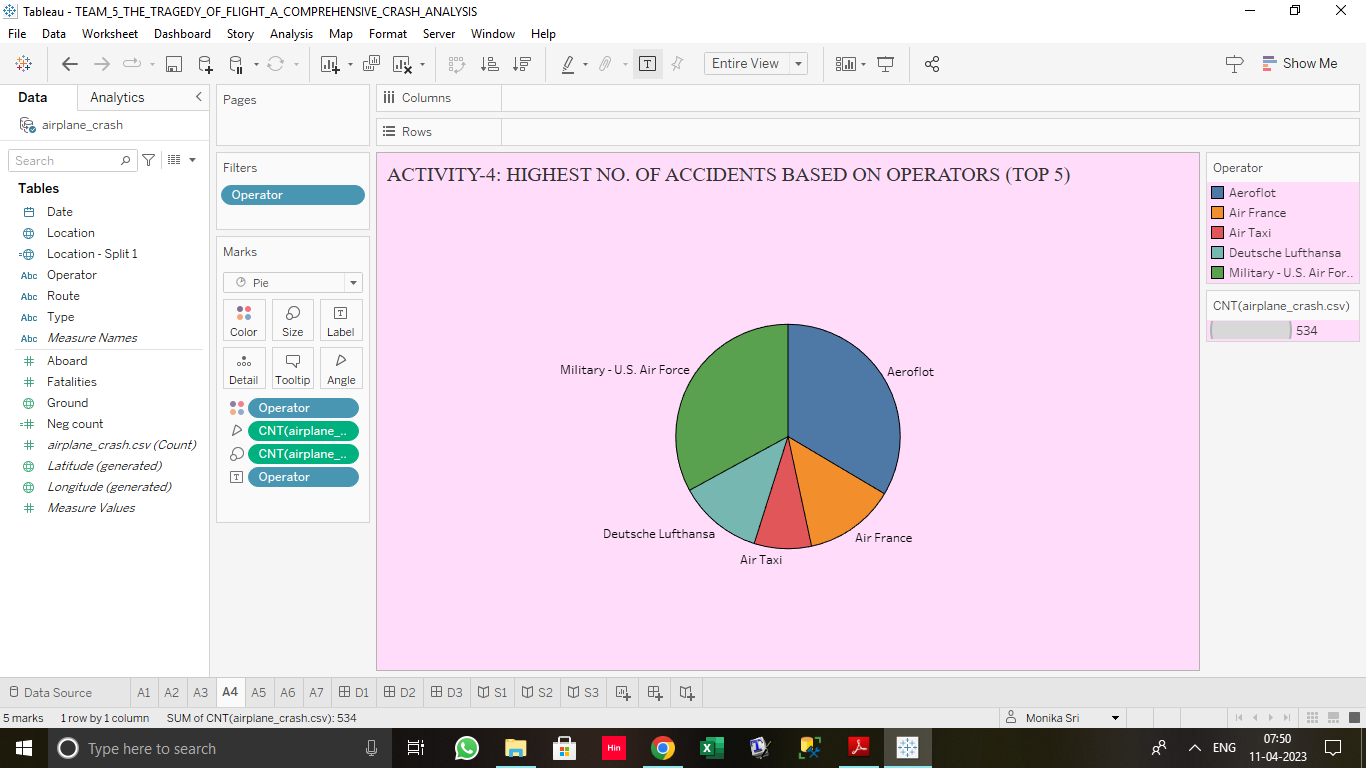 Tableau - TEAM_5_THE_TRAGEDY_OF_FLIGHT_A_COMPREHENSIVE_CRASH_ANALYSIS
File Data Worksheet Dashboard Story Analysis Map Format Server Window Help
Entire View
Show Me
Data Analytics
airplane_crash
Search
Tables
Date
Location
Location - Split 1
Abc Operator
Abc Route
Abc Type
Abc Measure Names
Aboard
Fatalities
Ground
Neg count
airplane_crash.csv (Count)
Latitude (generated)
Longitude (generated)
Measure Values
Pages
Filters
Operator
Marks
Pie
Color Size Label
Detail Tooltip Angle
Operator
CNT(airplane_..
CNT(airplane_..
Operator
Columns
Rows
ACTIVITY-4: HIGHEST NO. OF ACCIDENTS BASED ON OPERATORS (TOP 5)
Military - U.S. Air Force
Aeroflot
Deutsche Lufthansa
Air France
Air Taxi
Operator
Aeroflot
Air France
Air Taxi
Deutsche Lufthansa
Military - U.S. Air For..
CNT(airplane_crash.csv)
534
Data Source A1 A2 A3 A4 A5 A6 A7 D1 D2 D3 S1 S2 S3
5 marks 1 row by 1 column SUM of CNT(airplane_crash.csv): 534
Monika Sri
Type here to search
Hin
ENG
07:50
11-04-2023